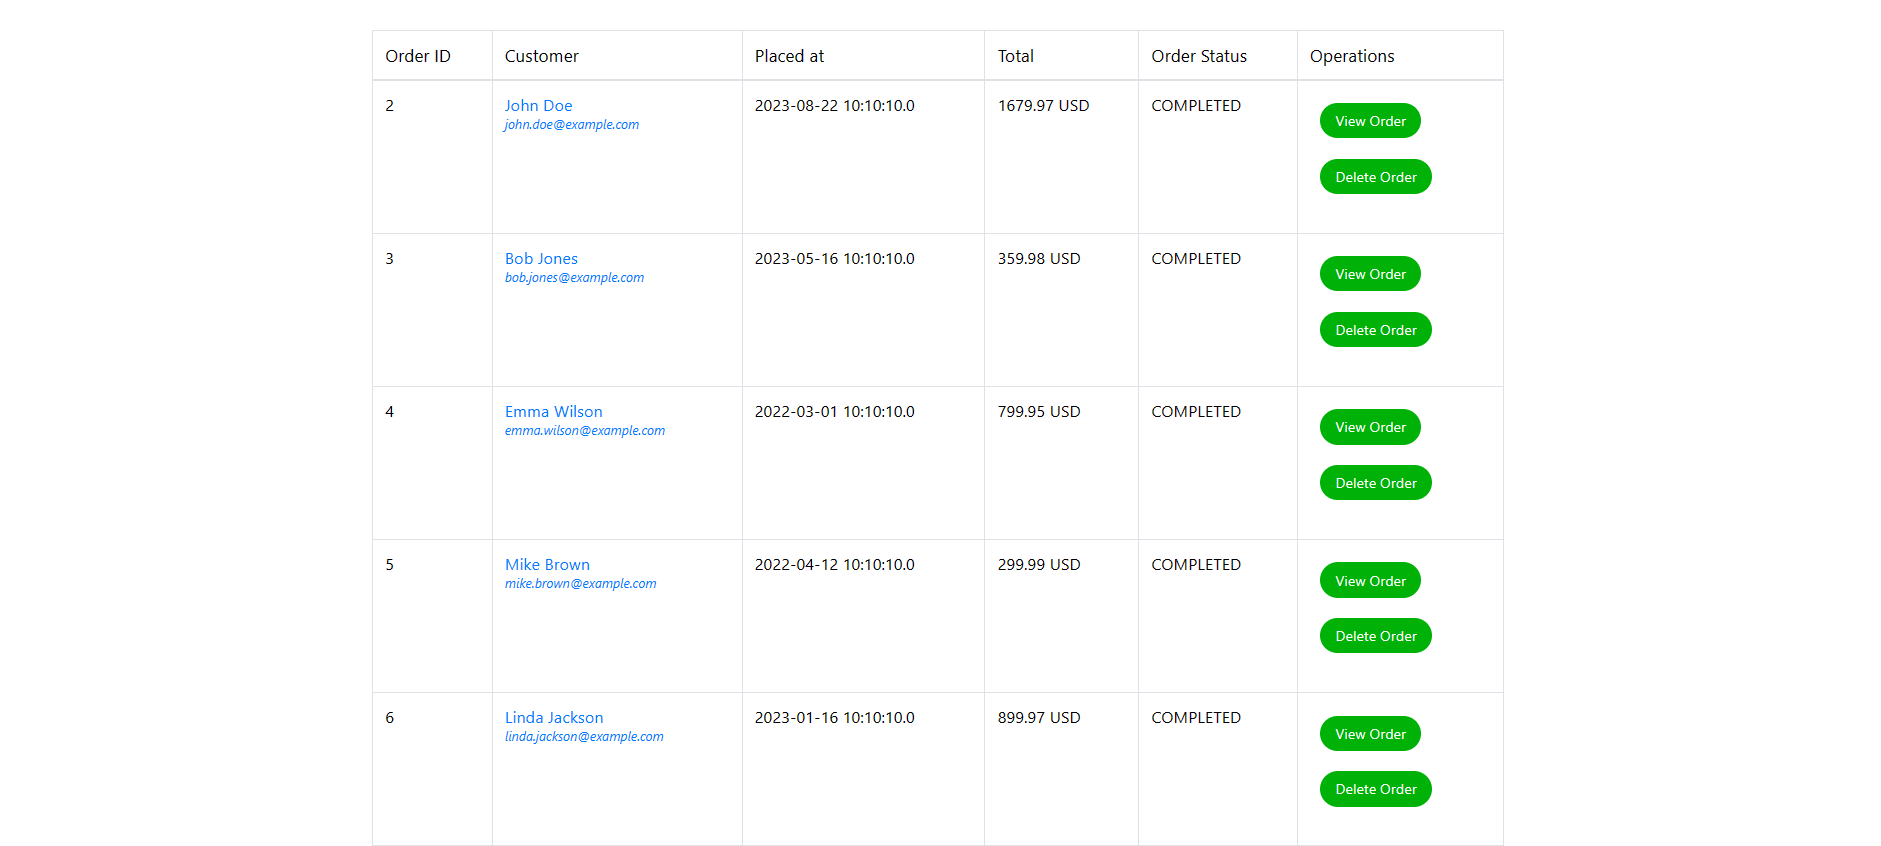 Order ID Customer Placed at Total Order Status Operations
2 John Doe 2023-08-22 10:10:10.0 1679.97 USD COMPLETED View Order
john.doe@example.com
Delete Order
3 Bob Jones 2023-05-16 10:10:10.0 359.98 USD COMPLETED View Order
bob.jones@example.com
Delete Order
4 Emma Wilson 2022-03-01 10:10:10.0 799.95 USD COMPLETED View Order
emma.wilson@example.com
Delete Order
5 Mike Brown 2022-04-12 10:10:10.0 299.99 USD COMPLETED View Order
mike.brown@example.com
Delete Order
6 Linda Jackson 2023-01-16 10:10:10.0 899.97 USD COMPLETED View Order
linda.jackson@example.com
Delete Order